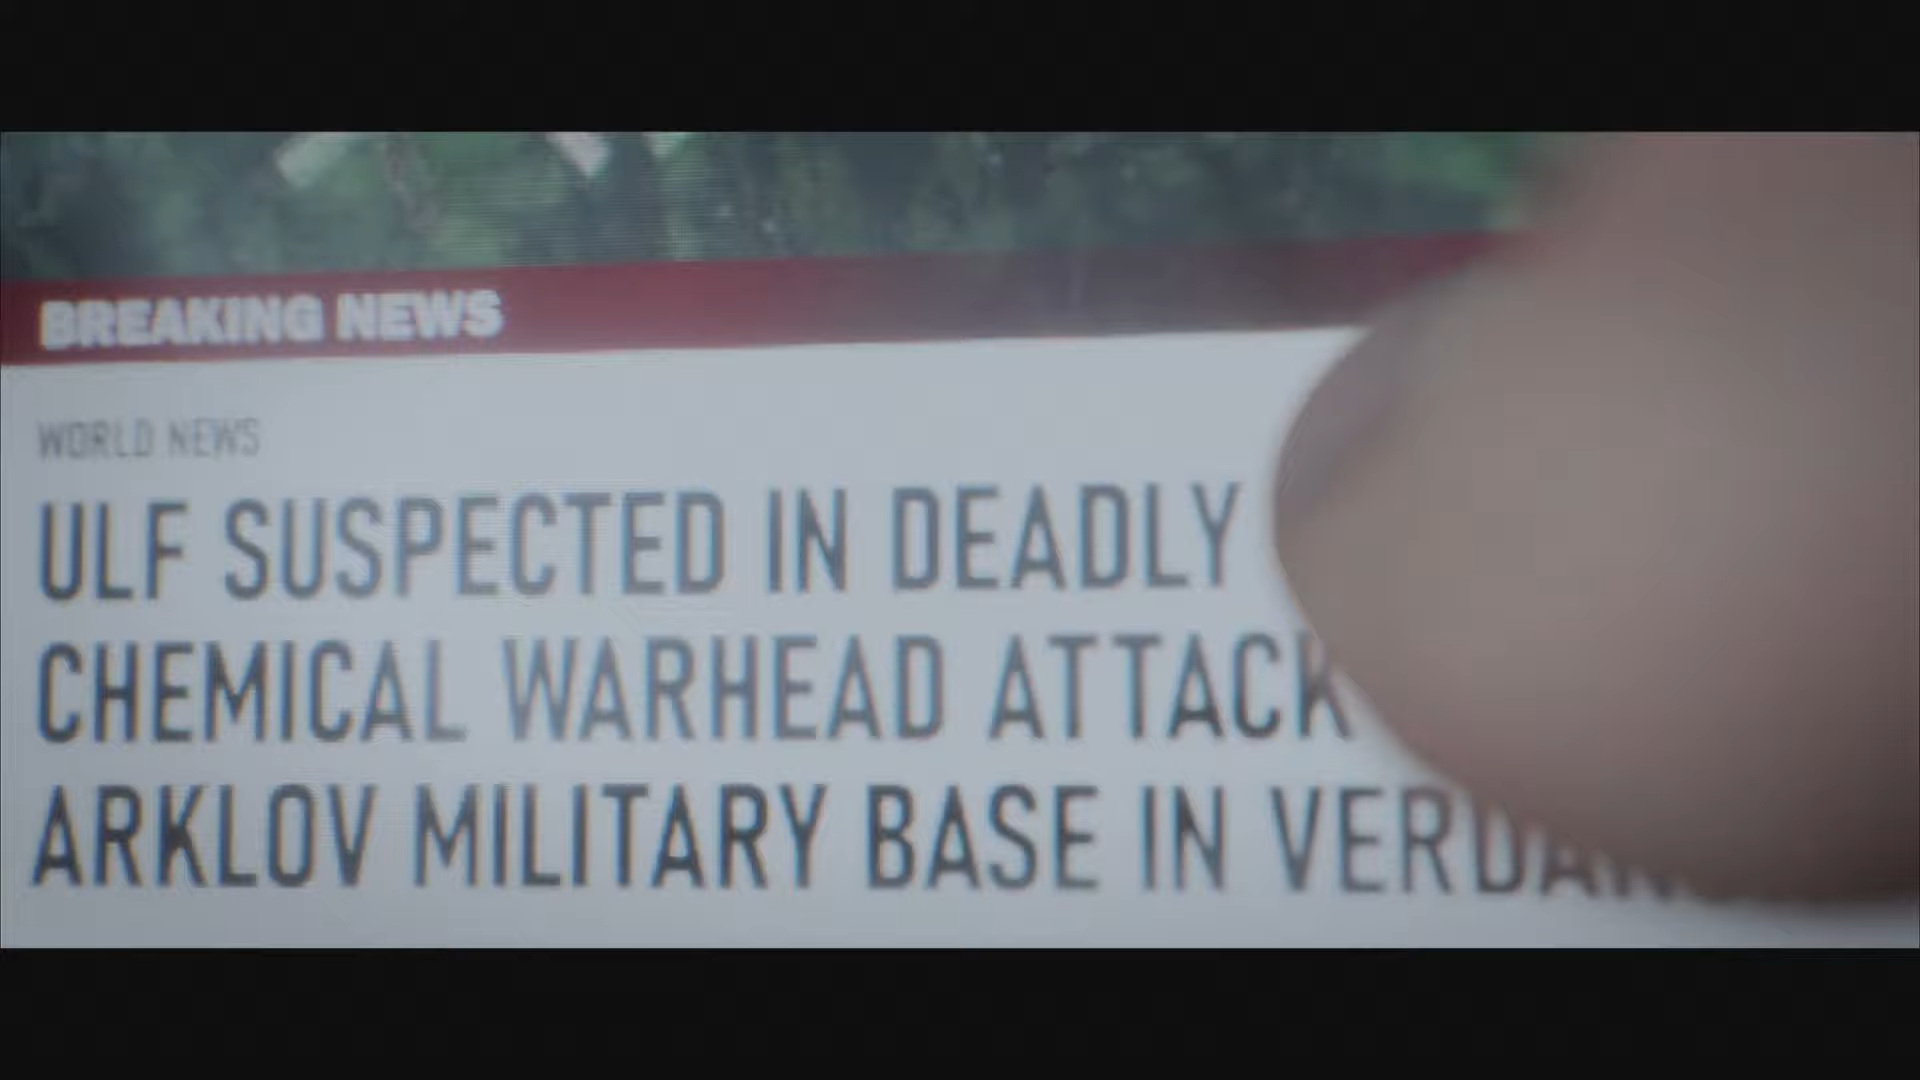 BREAKING NEWS
WORLD NEWS
ULF SUSPECTED IN DEADLY
CHEMICAL WARHEAD ATTACK
ARKLOV MILITARY BASE IN